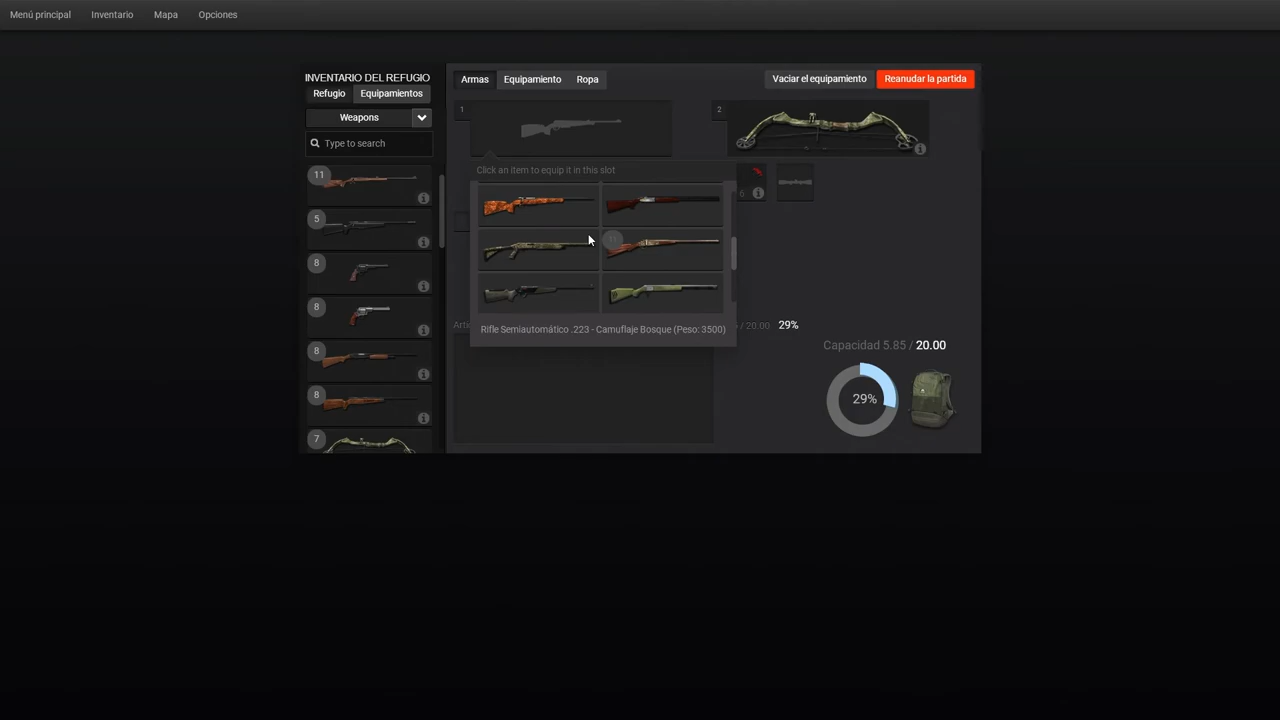 Menú principal
Inventario
Mapa
Opciones
INVENTARIO DEL REFUGIO
Refugio
Equipamientos
Weapons
Type to search
11
5
8
8
8
8
7
Armas
Equipamiento
Ropa
Vaciar el equipamiento
Reanudar la partida
1
2
Click an item to equip it in this slot
11
6
Rifle Semiautomático .223 - Camuflaje Bosque (Peso: 3500)
/ 20.00 29%
Capacidad 5.85 / 20.00
29%